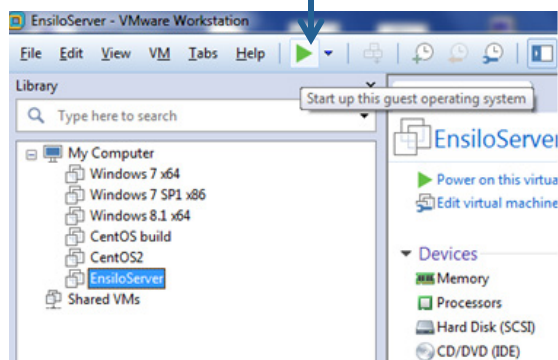 EnsiloServer - VMware Workstation
File Edit View VM Tabs Help
Library
Start up this guest operating system
Type here to search
EnsiloServer
My Computer
Windows 7 x64
Windows 7 SP1 x86
Windows 8.1 x64
CentOS build
CentOS2
EnsiloServer
Shared VMs
Power on this virtua
Edit virtual machine
Devices
Memory
Processors
Hard Disk (SCSI)
CD/DVD (IDE)